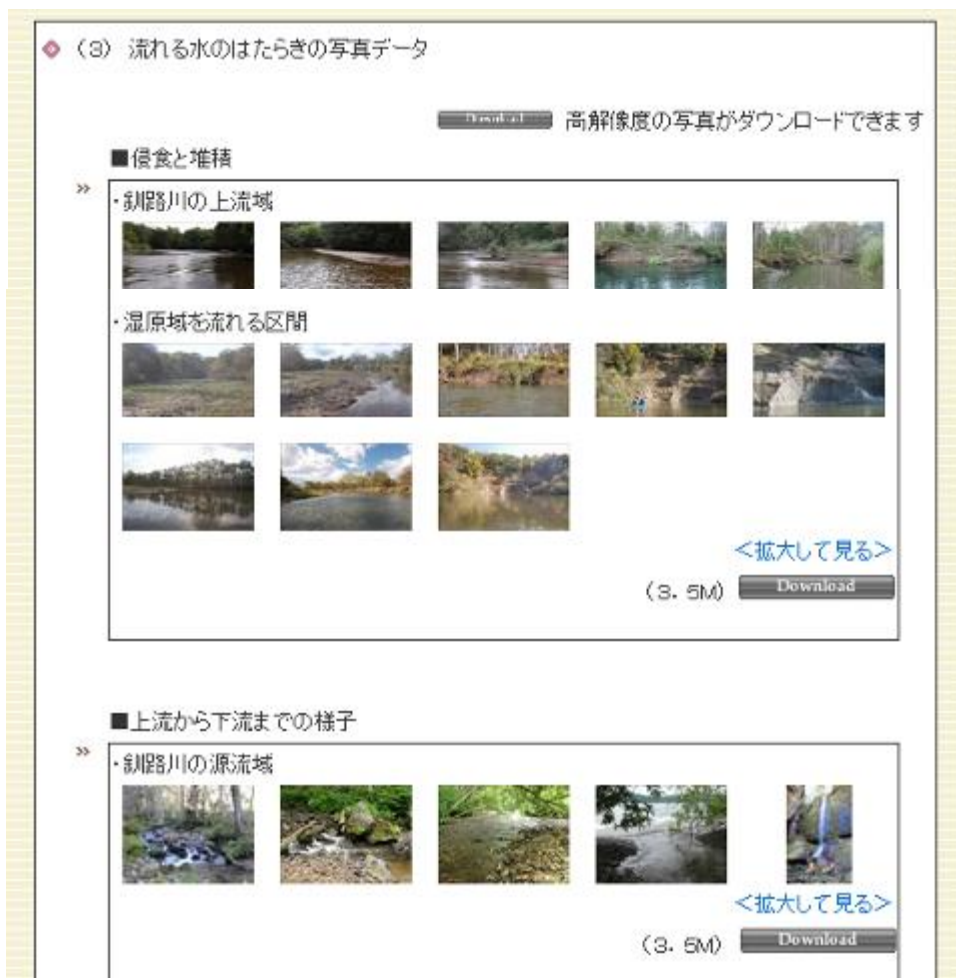 (3) 流れる水のはたらきの写真データ
Download 高解像度の写真がダウンロードできます
■侵食と堆積
»
・釧路川の上流域
・湿原域を流れる区間
<拡大して見る>
(3.5M) Download
■上流から下流までの様子
»
・釧路川の源流域
<拡大して見る>
(3.5M) Download